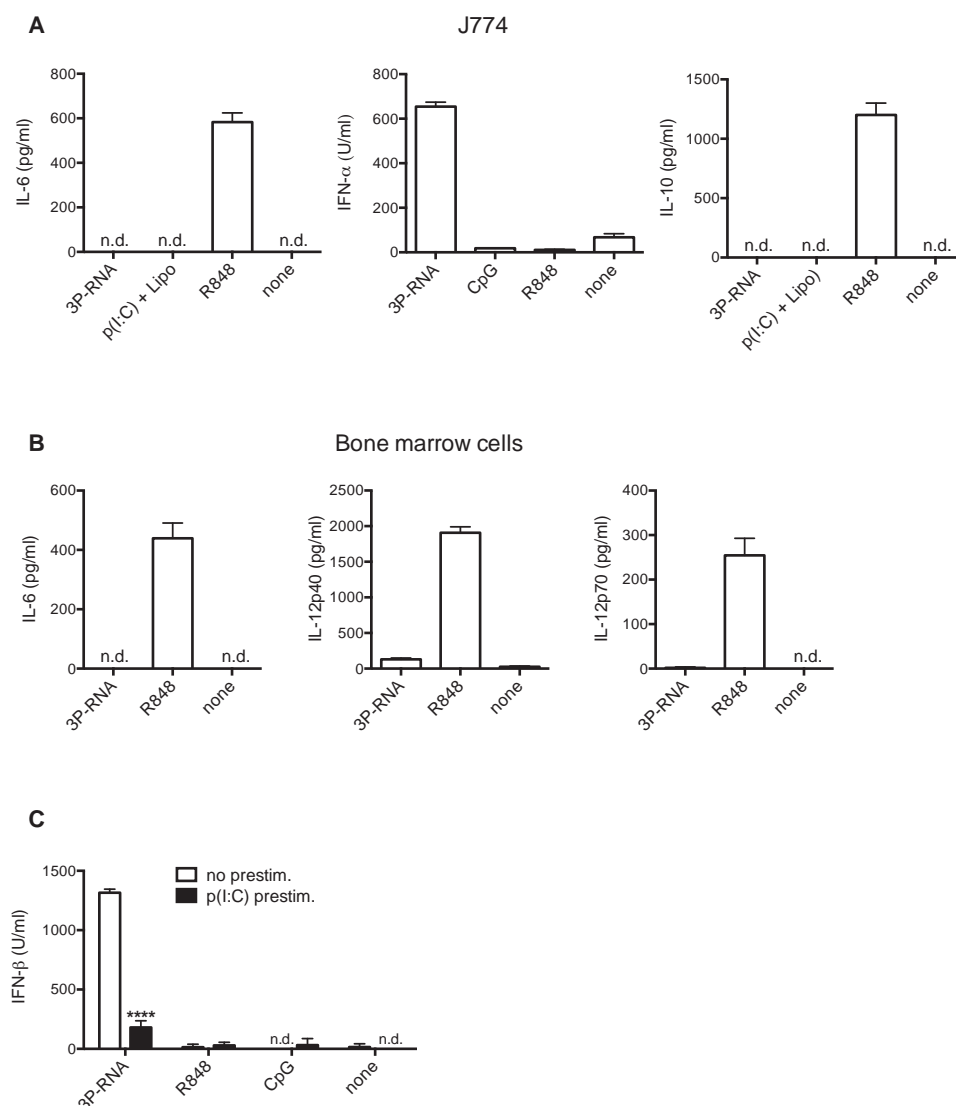 A
J774
IL-6 (pg/ml)
800
600
400
200
0
n.d.
n.d.
n.d.
3P-RNA
p(I:C) + Lipo
R848
none
IFN-α (U/ml)
800
600
400
200
0
3P-RNA
CpG
R848
none
IL-10 (pg/ml)
1500
1000
500
0
n.d.
n.d.
n.d.
3P-RNA
p(I:C) + Lipo)
R848
none
B
Bone marrow cells
IL-6 (pg/ml)
600
400
200
0
n.d.
n.d.
3P-RNA
R848
none
IL-12p40 (pg/ml)
2500
2000
1500
1000
500
0
3P-RNA
R848
none
IL-12p70 (pg/ml)
400
300
200
100
0
n.d.
3P-RNA
R848
none
C
IFN-β (U/ml)
1500
1000
500
0
no prestim.
p(I:C) prestim.
****
n.d.
n.d.
3P-RNA
R848
CpG
none